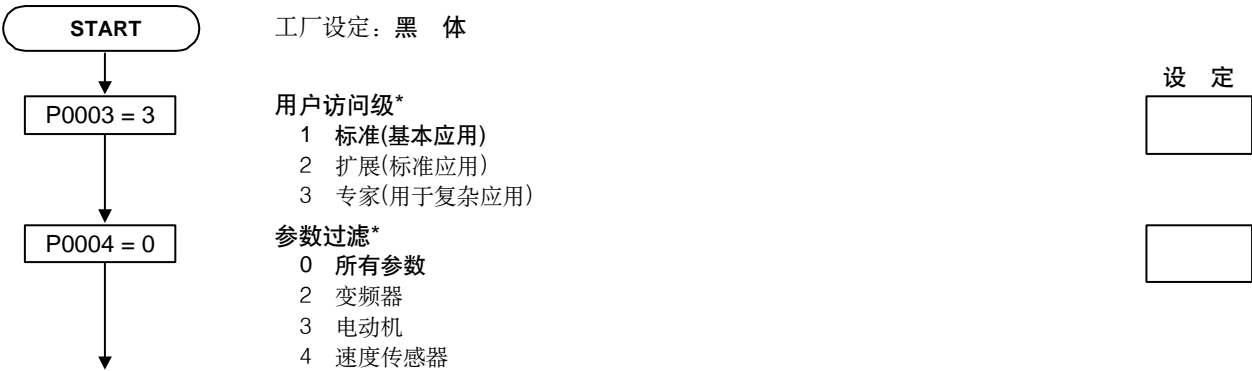 START
工厂设定：黑 体
设 定
P0003 = 3
用户访问级*
1 标准(基本应用)
2 扩展(标准应用)
3 专家(用于复杂应用)
P0004 = 0
参数过滤*
0 所有参数
2 变频器
3 电动机
4 速度传感器